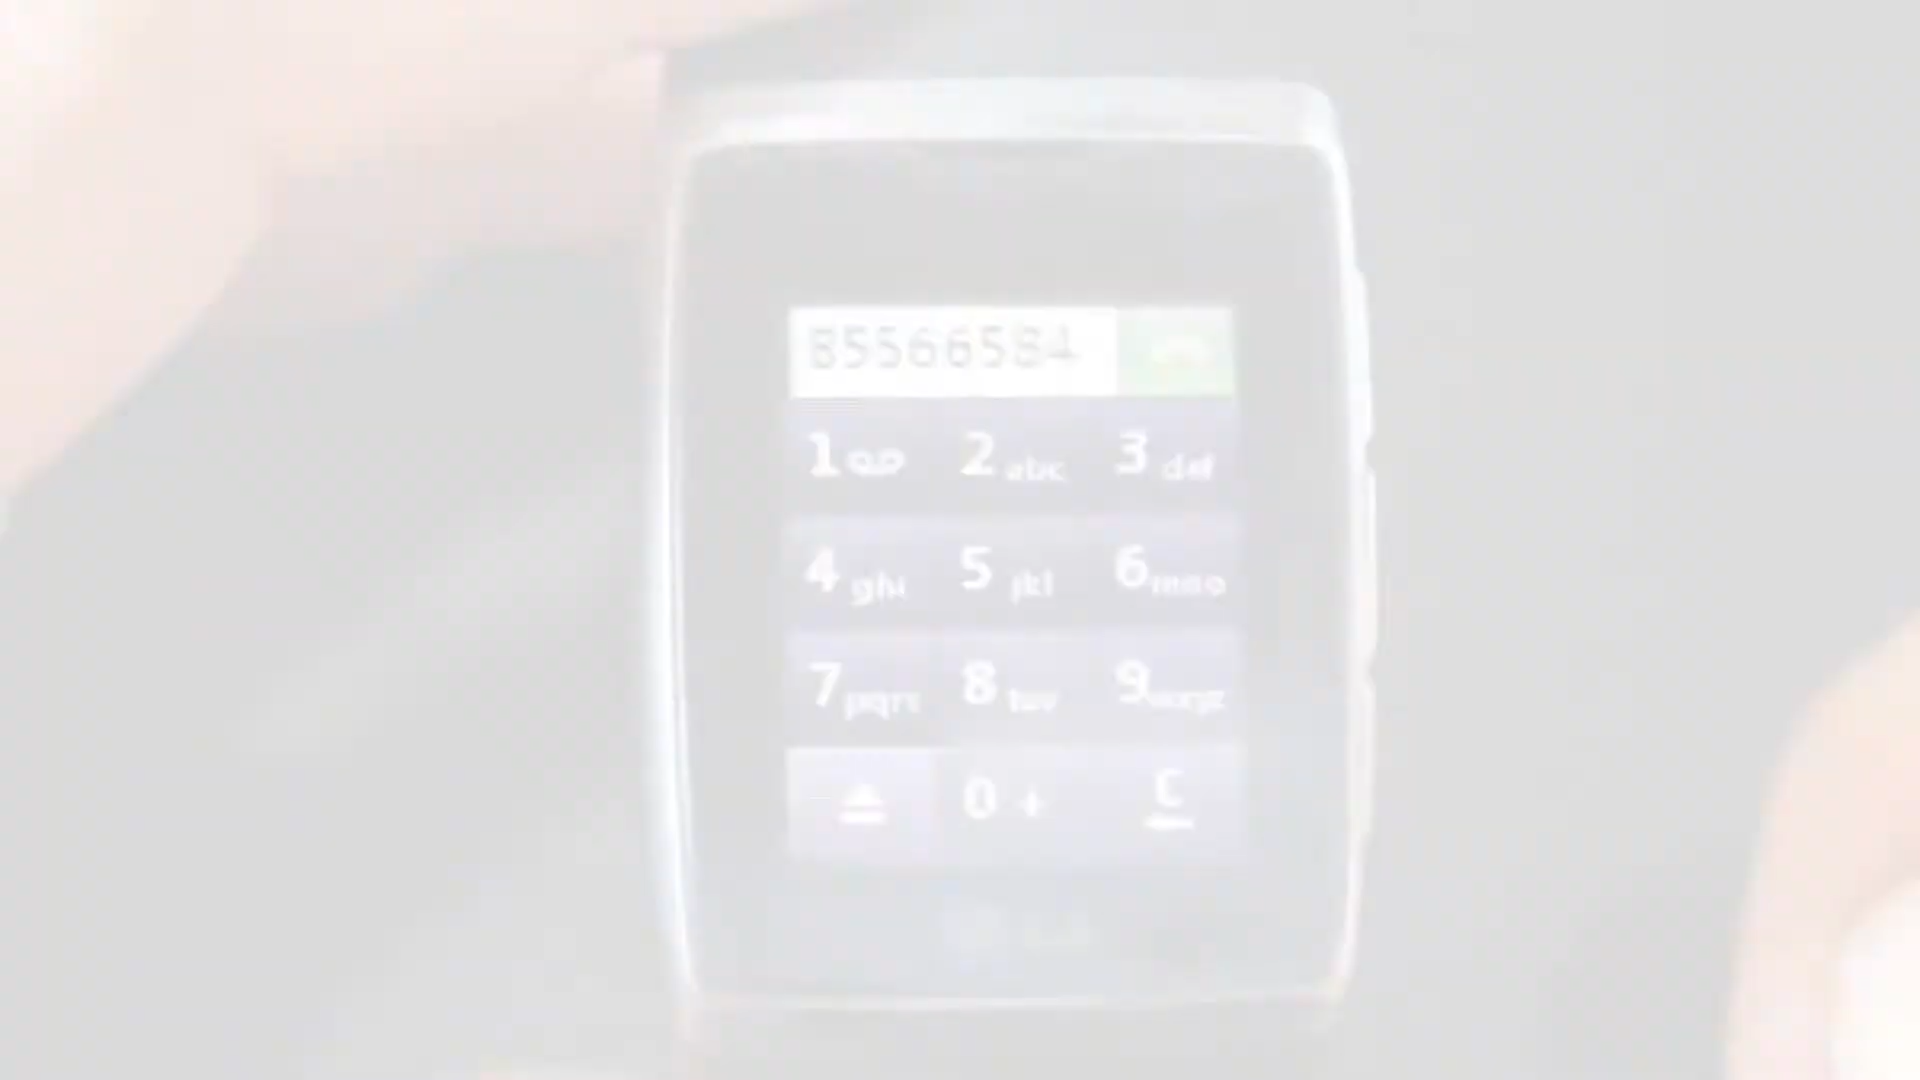 85566584
1
2 abc
3 def
4 ghi
5 jkl
6 mno
7 pqrs
8 tuv
9 wxyz
0 +
C